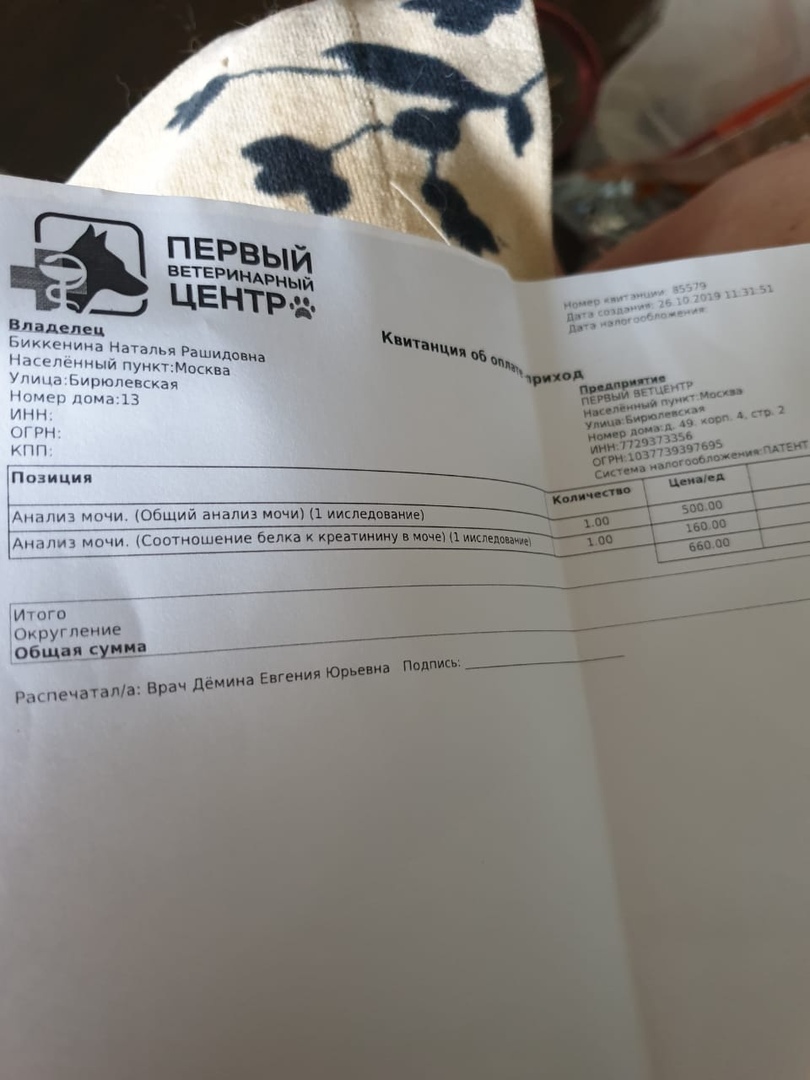 ПЕРВЫЙ
ВЕТЕРИНАРНЫЙ
ЦЕНТР
Номер квитанции: 85579
Дата создания: 26.10.2019 11:31:51
Дата налогообложения:
Квитанция об оплате приход
Владелец
Биккенина Наталья Рашидовна
Населённый пункт:Москва
Улица:Бирюлевская
Номер дома:13
ИНН:
ОГРН:
КПП:
Предприятие
ПЕРВЫЙ ВЕТЦЕНТР
Населённый пункт:Москва
Улица:Бирюлевская
Номер дома:д. 49. корп. 4, стр. 2
ИНН:7729373356
ОГРН:1037739397695
Система налогообложения:ПАТЕНТ
Позиция Количество Цена/ед
Анализ мочи. (Общий анализ мочи) (1 ииследование) 1.00 500.00
Анализ мочи. (Соотношение белка к креатинину в моче) (1 ииследование) 1.00 160.00
660.00
Итого
Округление
Общая сумма
Распечатал/а: Врач Дёмина Евгения Юрьевна Подпись: